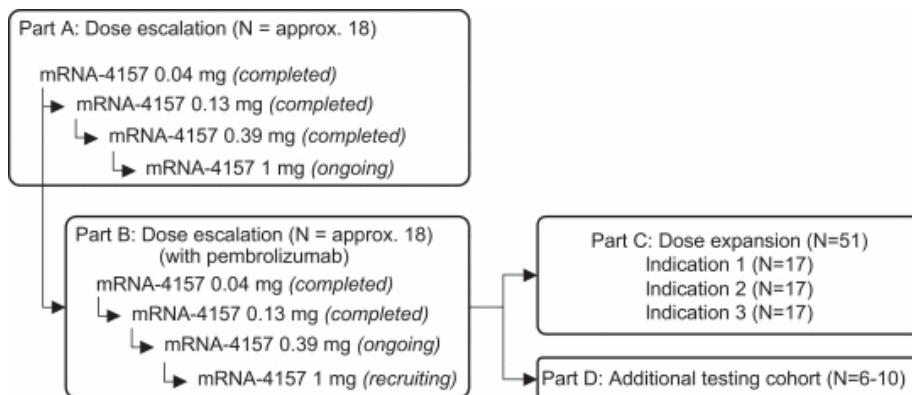 Part A: Dose escalation (N = approx. 18)
mRNA-4157 0.04 mg (completed)
mRNA-4157 0.13 mg (completed)
mRNA-4157 0.39 mg (completed)
mRNA-4157 1 mg (ongoing)
Part B: Dose escalation (N = approx. 18)
(with pembrolizumab)
mRNA-4157 0.04 mg (completed)
mRNA-4157 0.13 mg (completed)
mRNA-4157 0.39 mg (ongoing)
mRNA-4157 1 mg (recruiting)
Part C: Dose expansion (N=51)
Indication 1 (N=17)
Indication 2 (N=17)
Indication 3 (N=17)
Part D: Additional testing cohort (N=6-10)